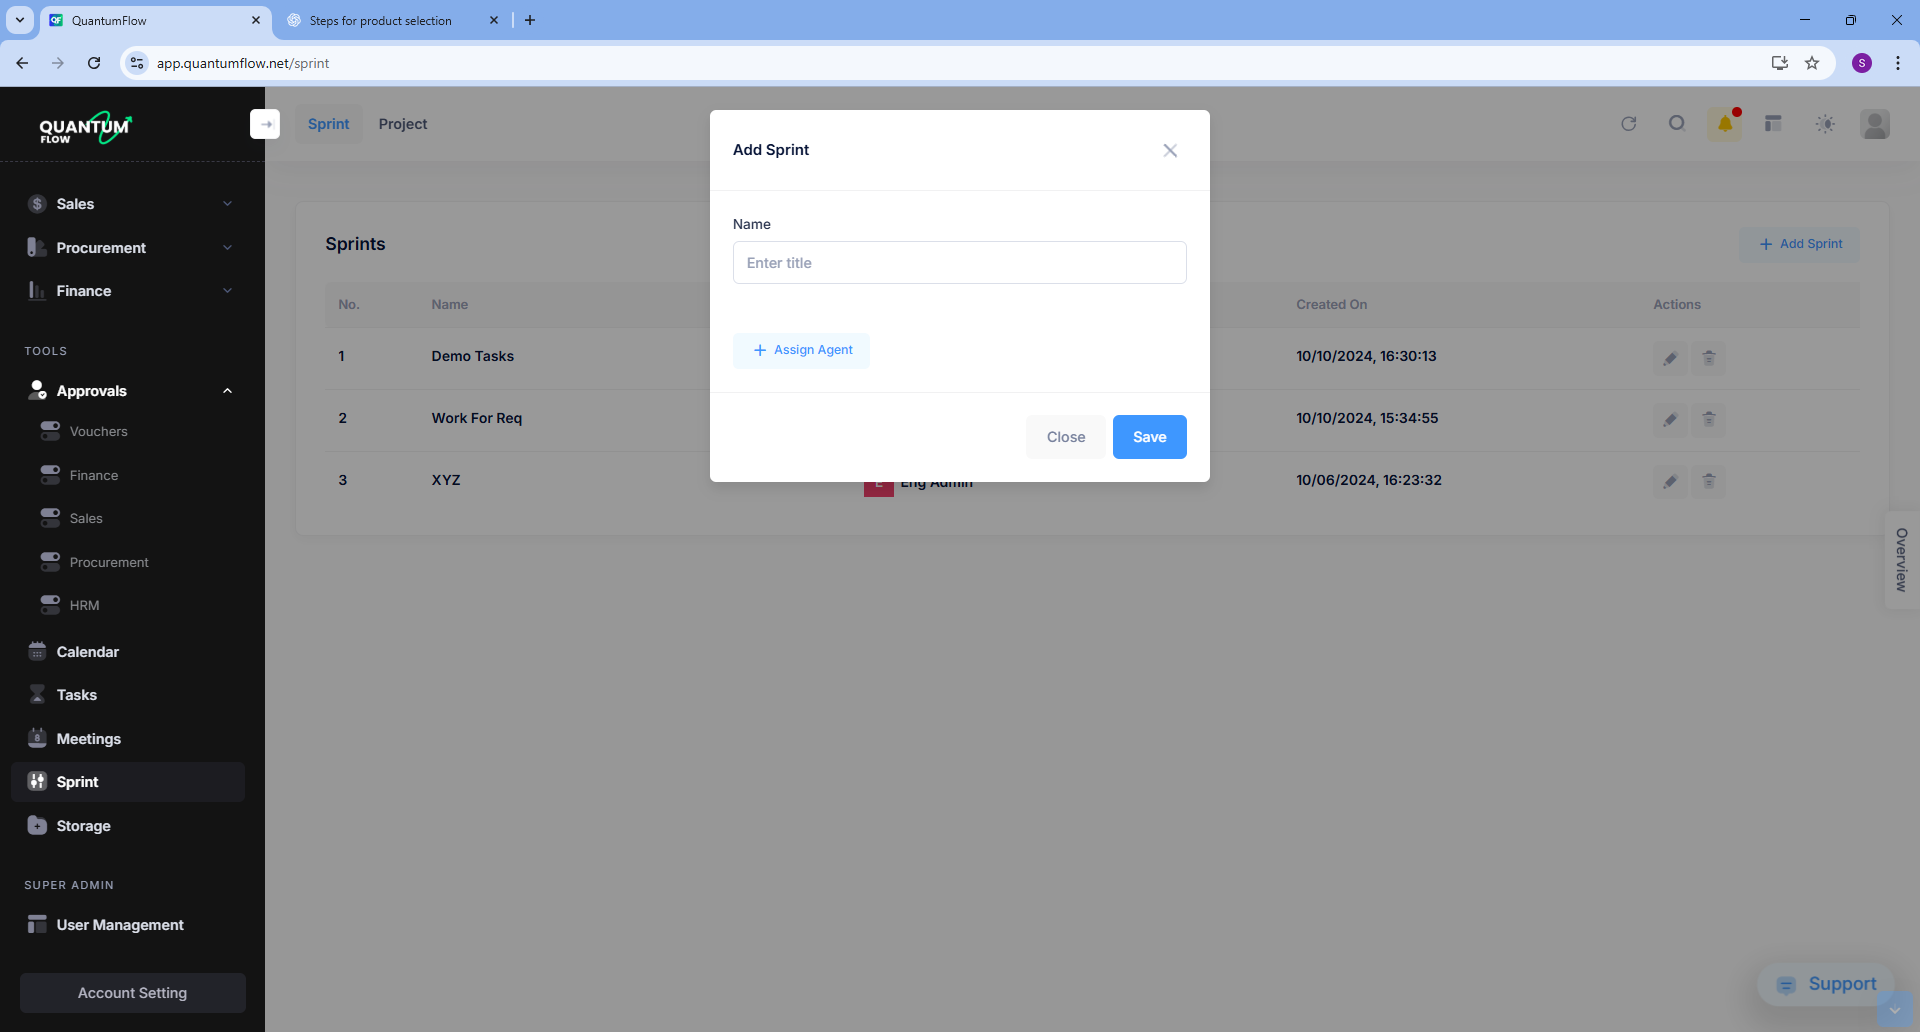 QuantumFlow
Steps for product selection
app.quantumflow.net/sprint
S
QUANTUM
FLOW
Sprint
Project
Sales
Procurement
Finance
TOOLS
Approvals
Vouchers
Finance
Sales
Procurement
HRM
Calendar
Tasks
Meetings
Sprint
Storage
SUPER ADMIN
User Management
Account Setting
Sprints
Add Sprint
No.
Name
Created On
Actions
1
Demo Tasks
10/10/2024, 16:30:13
2
Work For Req
10/10/2024, 15:34:55
3
XYZ
Eng Admin
10/06/2024, 16:23:32
Add Sprint
Name
Enter title
Assign Agent
Close
Save
Overview
Support